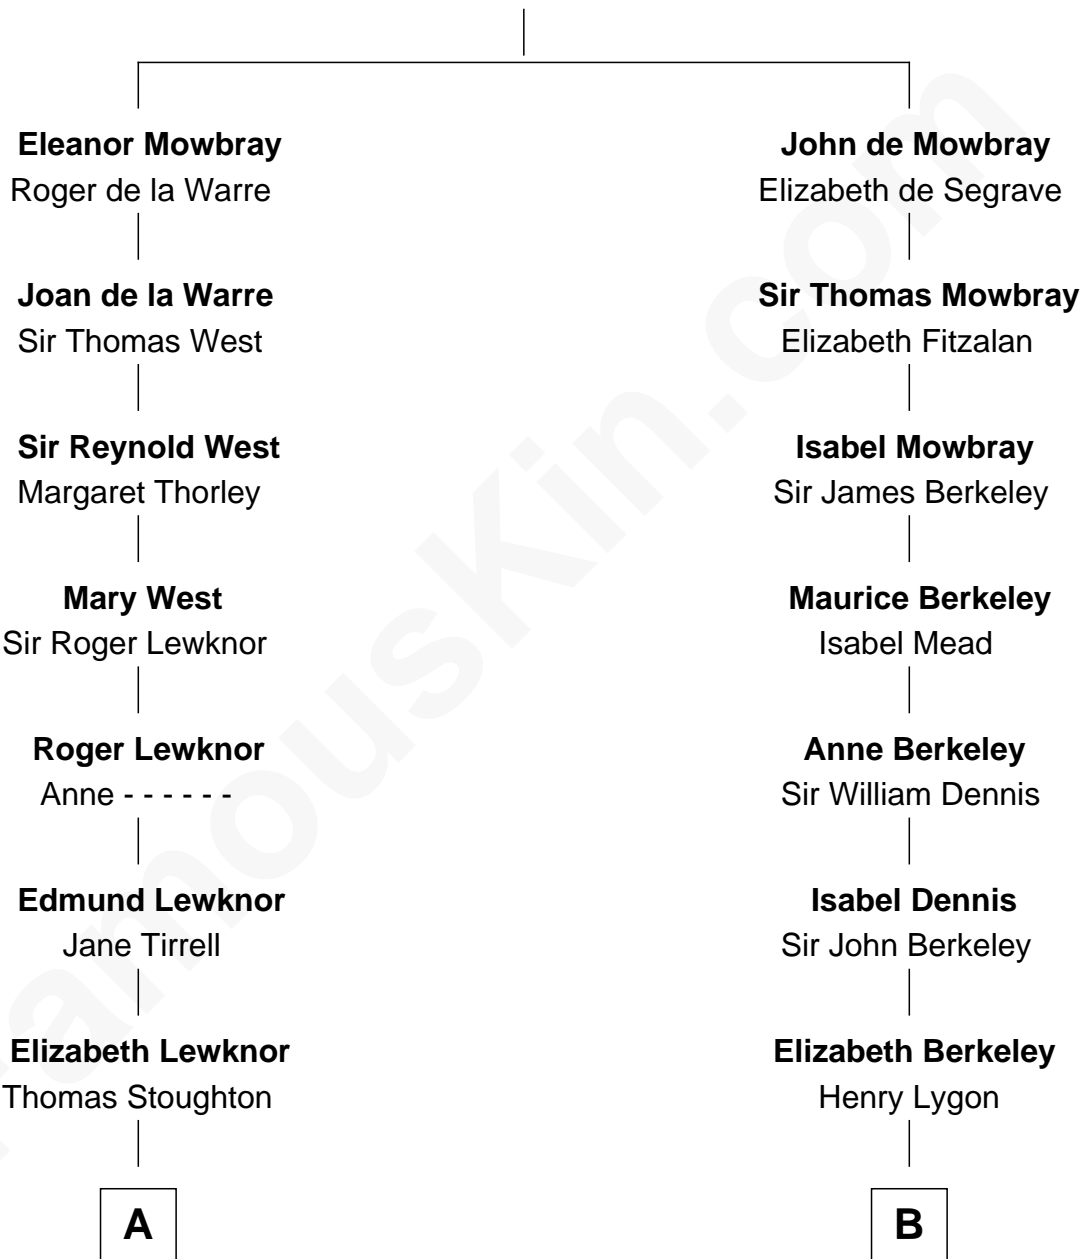 Eleanor Mowbray
Roger de la Warre
Joan de la Warre
Sir Thomas West
Sir Reynold West
Margaret Thorley
Mary West
Sir Roger Lewknor
Roger Lewknor
Anne - - - - - -
Edmund Lewknor
Jane Tirrell
Elizabeth Lewknor
Thomas Stoughton
A
John de Mowbray
Elizabeth de Segrave
Sir Thomas Mowbray
Elizabeth Fitzalan
Isabel Mowbray
Sir James Berkeley
Maurice Berkeley
Isabel Mead
Anne Berkeley
Sir William Dennis
Isabel Dennis
Sir John Berkeley
Elizabeth Berkeley
Henry Lygon
B
FamousKin.com